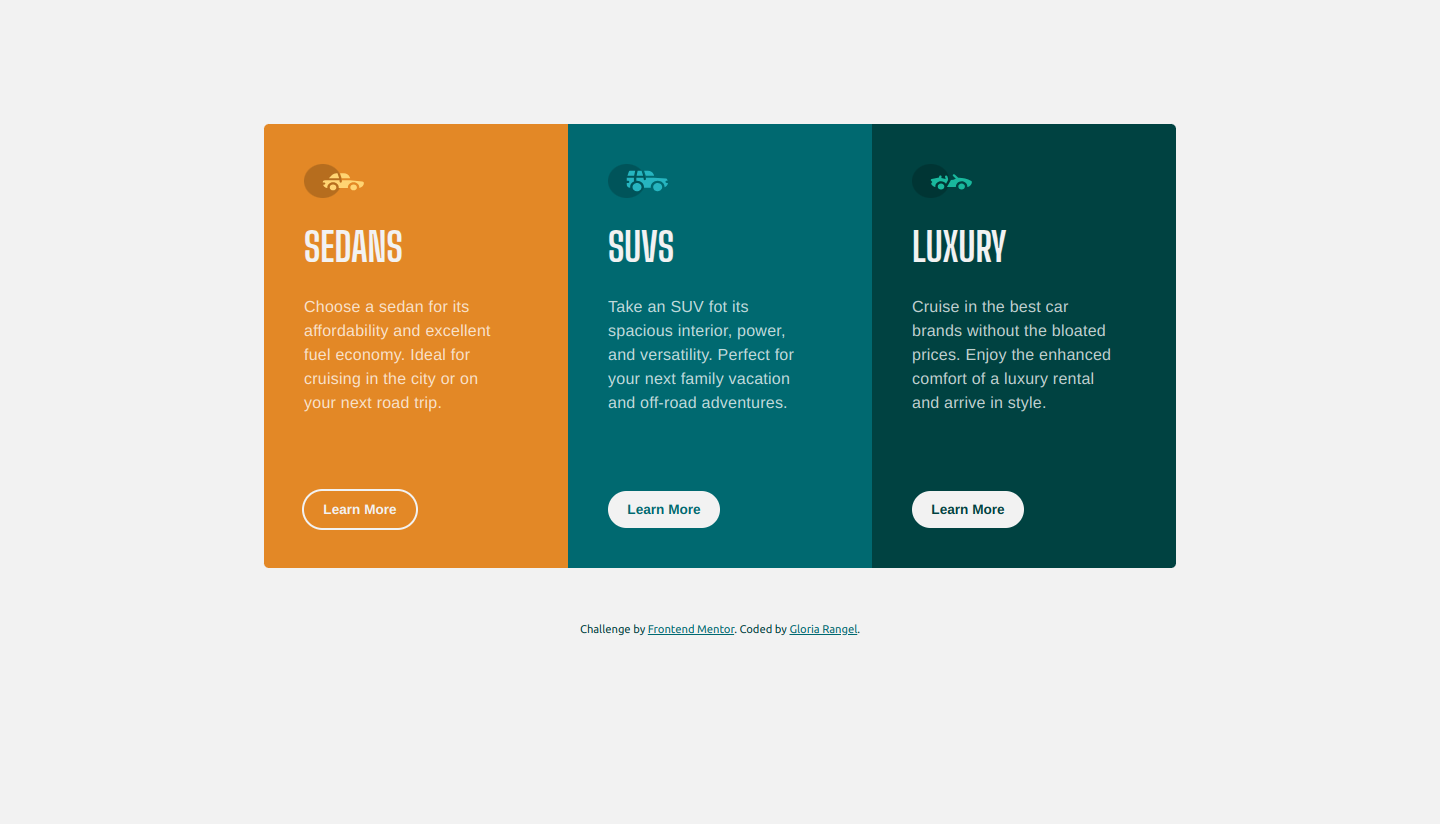 SEDANS
Choose a sedan for its
affordability and excellent
fuel economy. Ideal for
cruising in the city or on
your next road trip.
Learn More
SUVS
Take an SUV fot its
spacious interior, power,
and versatility. Perfect for
your next family vacation
and off-road adventures.
Learn More
LUXURY
Cruise in the best car
brands without the bloated
prices. Enjoy the enhanced
comfort of a luxury rental
and arrive in style.
Learn More
Challenge by Frontend Mentor. Coded by Gloria Rangel.